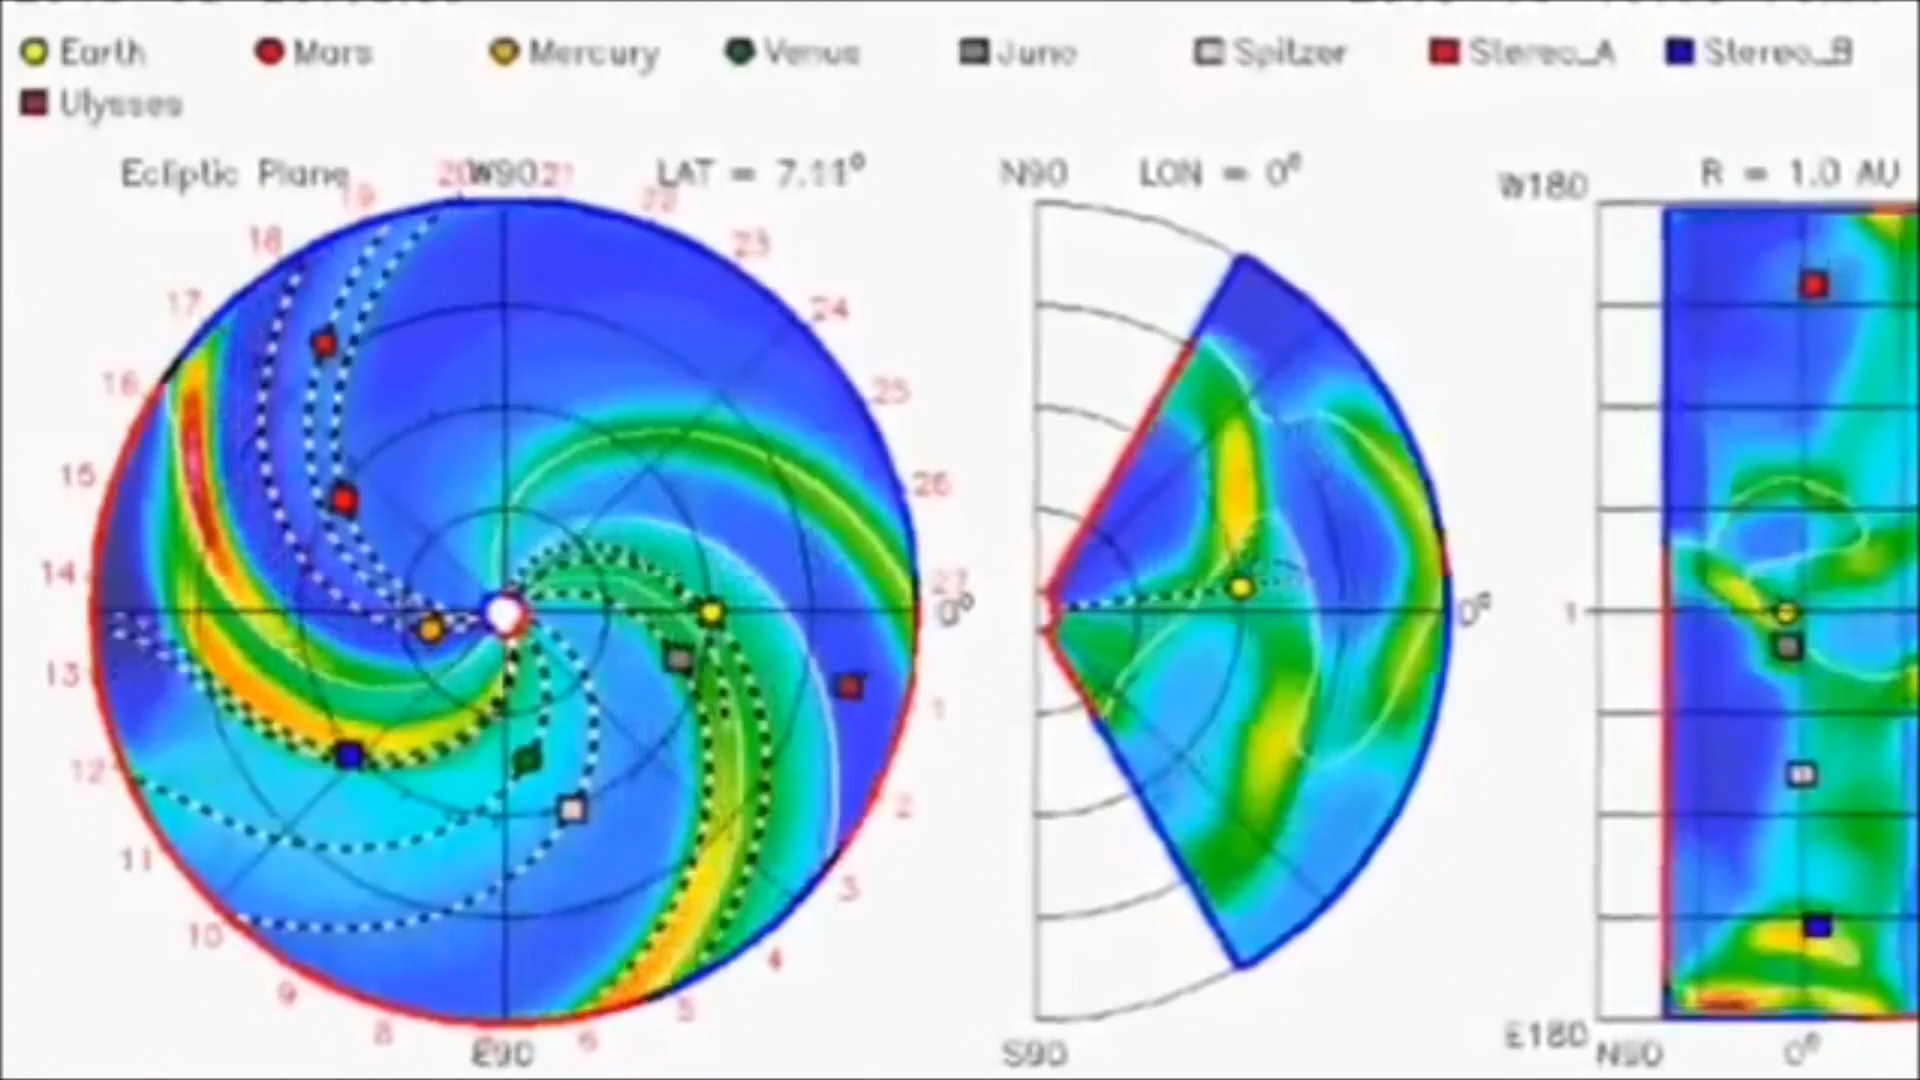 Earth Mars Mercury Venus Juno Spitzer Stereo_A Stereo_B
Ulysses
Ecliptic Plane W90 LAT = 7.11° N90 LON = 0° W180 R = 1.0 AU
19 20 21 22
18 23
17 24
16 25
15 26
14 27 0° 0° 1
13 1
12 2
11 3
10 4
9 5
8 6
E90 S90 E180 N90 0°